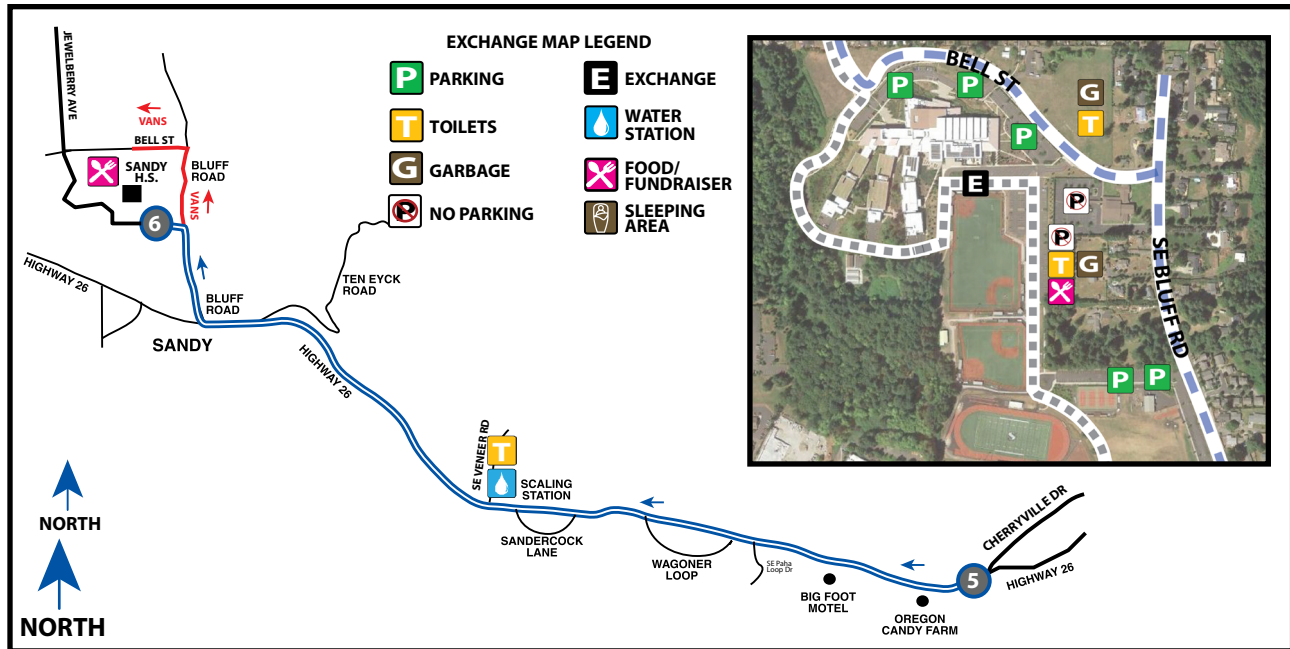 EXCHANGE MAP LEGEND
P PARKING
E EXCHANGE
T TOILETS
WATER
STATION
G GARBAGE
FOOD/
FUNDRAISER
P NO PARKING
SLEEPING
AREA
JEWELBERRY AVE
VANS
BELL ST
SANDY
H.S.
BLUFF
ROAD
VANS
6
HIGHWAY 26
BLUFF
ROAD
SANDY
TEN EYCK
ROAD
HIGHWAY 26
SE VENEER RD
T
SCALING
STATION
SANDERCOCK
LANE
WAGONER
LOOP
SE Paha
Loop Dr
BIG FOOT
MOTEL
OREGON
CANDY FARM
5
CHERRYVILLE DR
HIGHWAY 26
NORTH
NORTH
BELL ST
P
P
P
G
T
E
P
P
T
G
SE BLUFF RD
P
P